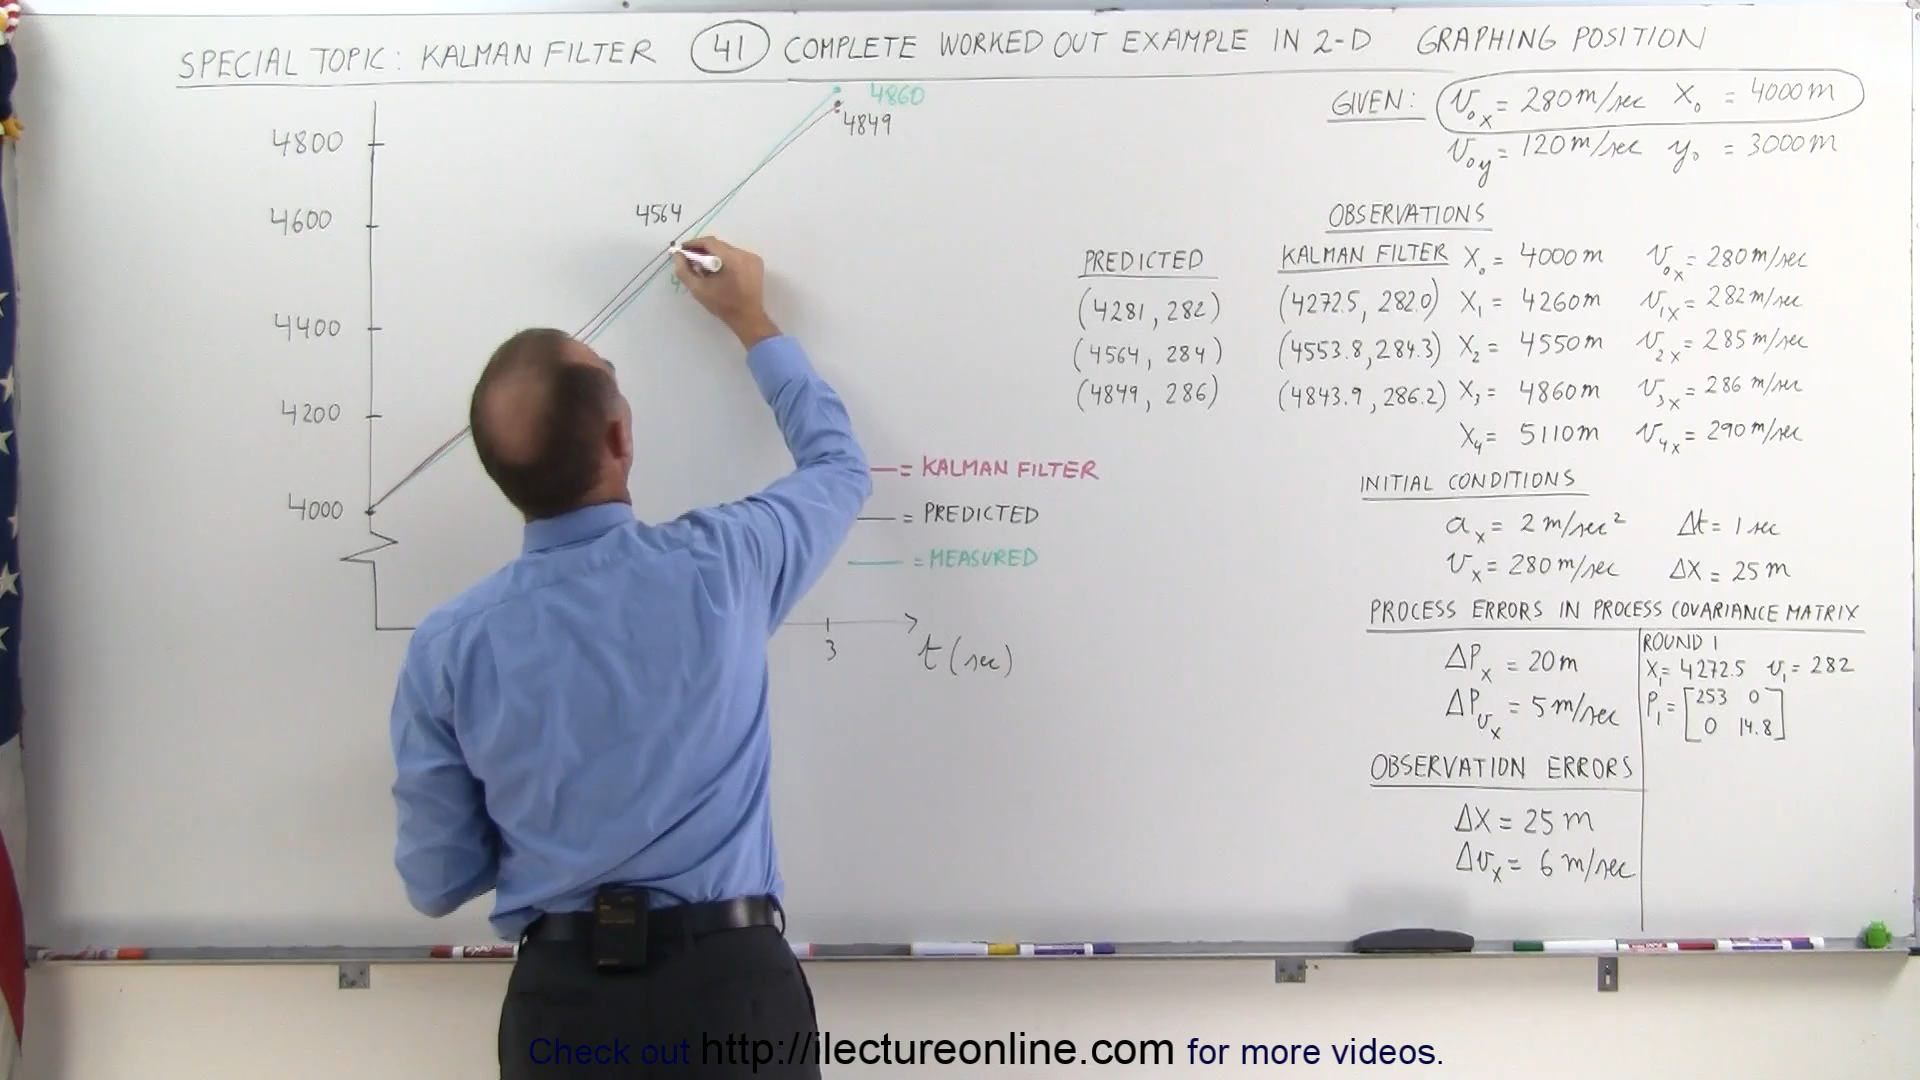 SPECIAL TOPIC: KALMAN FILTER 41 COMPLETE WORKED OUT EXAMPLE IN 2-D GRAPHING POSITION
4860
4849
4800
4564
4600
4400
4200
4000
3
t (sec)
— = KALMAN FILTER
— = PREDICTED
— = MEASURED
GIVEN: v₀ₓ = 280 m/sec X₀ = 4000 m
v₀y = 120 m/sec y₀ = 3000 m
OBSERVATIONS
PREDICTED
(4281, 282)
(4564, 284)
(4849, 286)
KALMAN FILTER
(4272.5, 282.0)
(4553.8, 284.3)
(4843.9, 286.2)
X₀ = 4000 m v₀ₓ = 280 m/sec
X₁ = 4260 m v₁ₓ = 282 m/sec
X₂ = 4550 m v₂ₓ = 285 m/sec
X₃ = 4860 m v₃ₓ = 286 m/sec
X₄ = 5110 m v₄ₓ = 290 m/sec
INITIAL CONDITIONS
aₓ = 2 m/sec² Δt = 1 sec
vₓ = 280 m/sec ΔX = 25 m
PROCESS ERRORS IN PROCESS COVARIANCE MATRIX
ΔPₓ = 20 m
ΔPvₓ = 5 m/sec
ROUND 1
X₁ = 4272.5 v₁ = 282
P₁ = [253 0
0 14.8]
OBSERVATION ERRORS
ΔX = 25 m
Δvₓ = 6 m/sec
Check out http://ilectureonline.com for more videos.